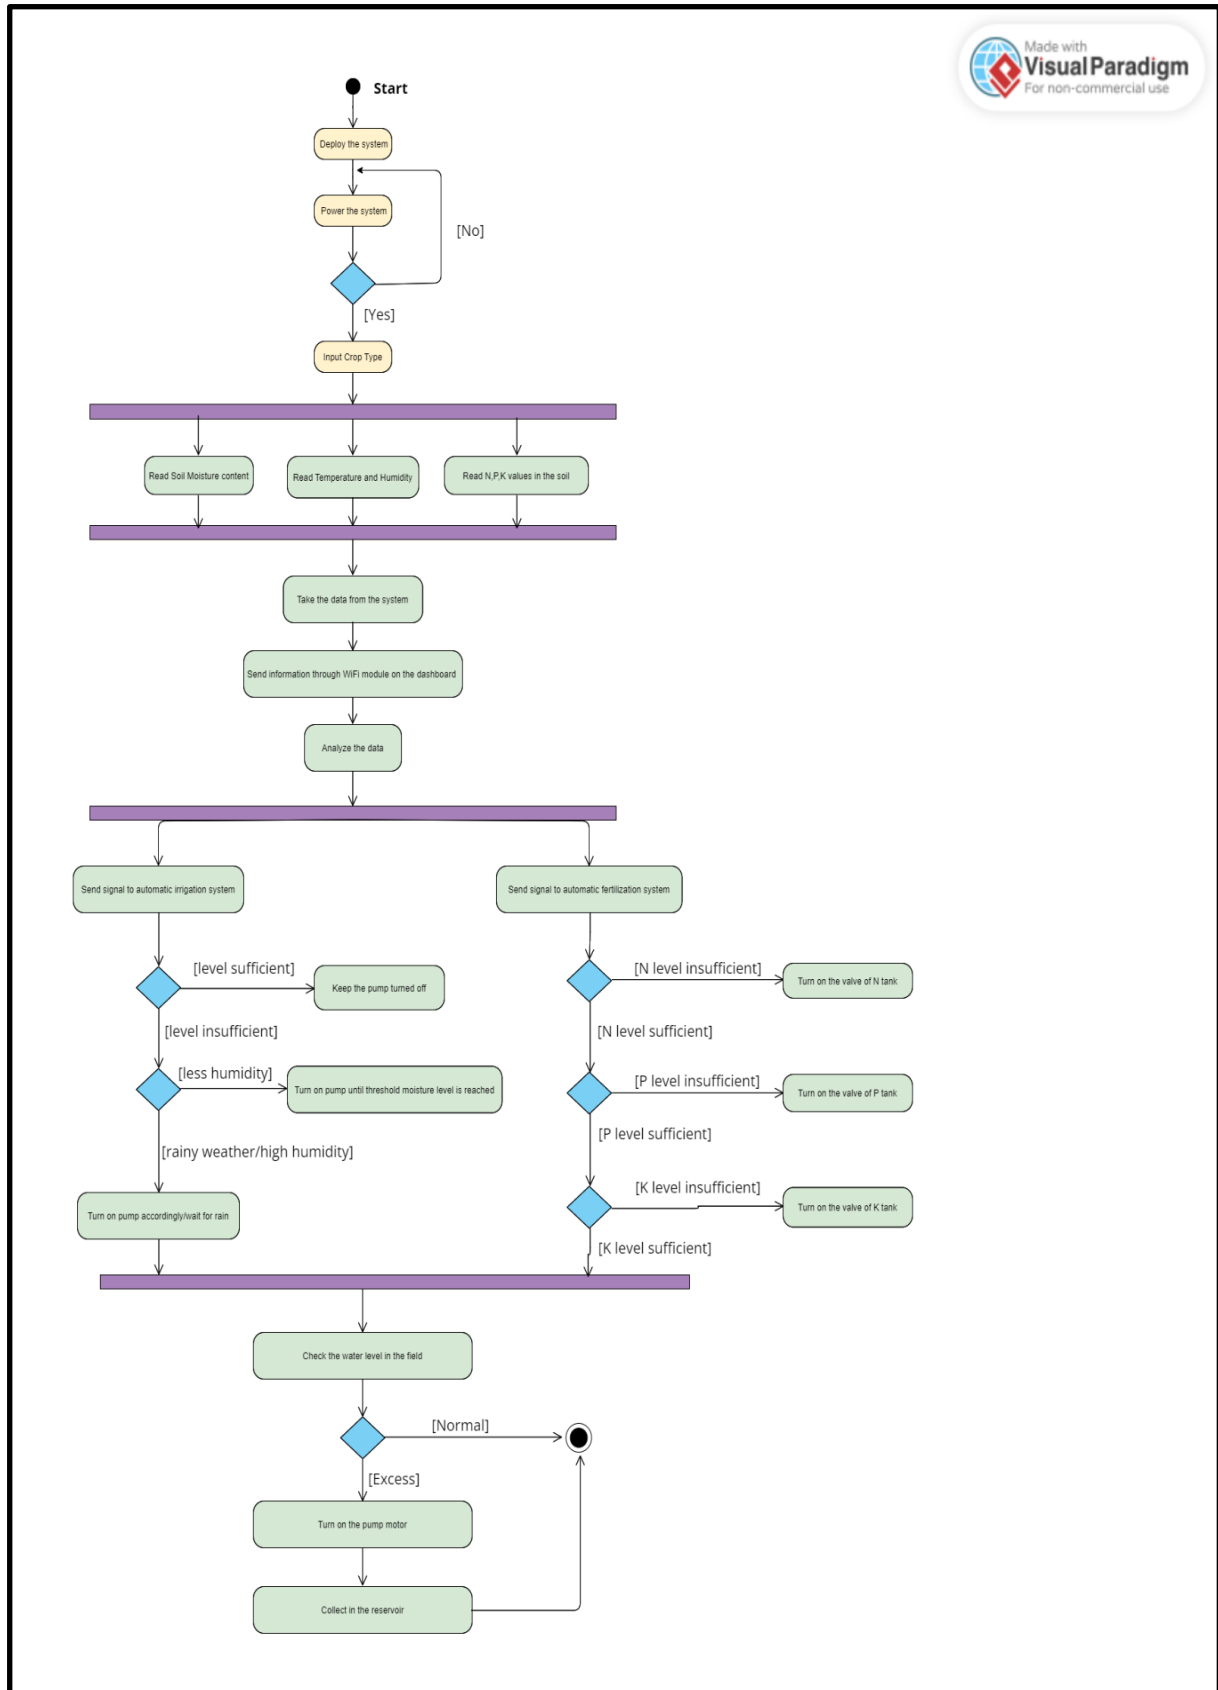 Made with
Visual Paradigm
For non-commercial use
Start
Deploy the system
Power the system
[No]
[Yes]
Input Crop Type
Read Soil Moisture content
Read Temperature and Humidity
Read N,P,K values in the soil
Take the data from the system
Send information through WiFi module on the dashboard
Analyze the data
Send signal to automatic irrigation system
Send signal to automatic fertilization system
[level sufficient]
Keep the pump turned off
[N level insufficient]
Turn on the valve of N tank
[level insufficient]
[N level sufficient]
[less humidity]
Turn on pump until threshold moisture level is reached
[P level insufficient]
Turn on the valve of P tank
[rainy weather/high humidity]
[P level sufficient]
Turn on pump accordingly/wait for rain
[K level insufficient]
Turn on the valve of K tank
[K level sufficient]
Check the water level in the field
[Normal]
[Excess]
Turn on the pump motor
Collect in the reservoir